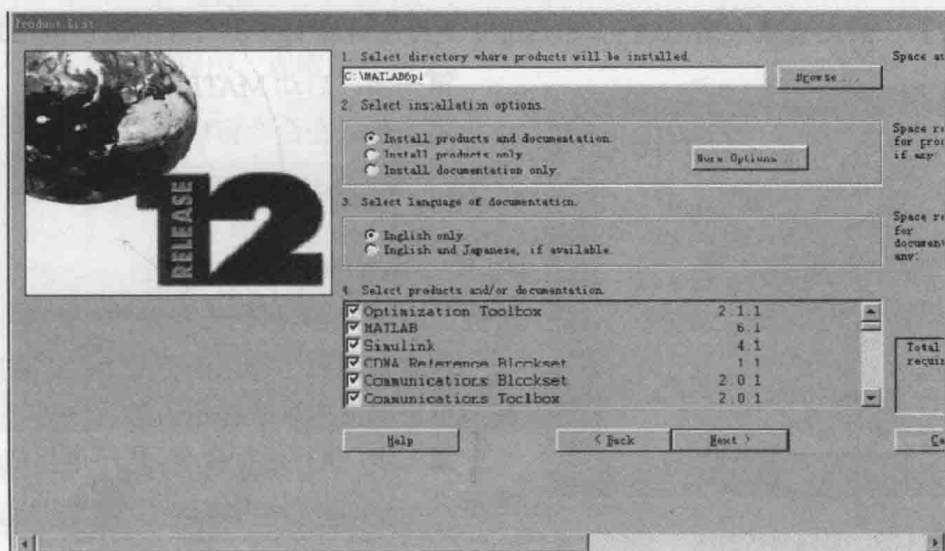 Product List
1. Select directory where products will be installed.
C:\MATLAB6p1
Browse ...
Space av
2. Select installation options.
Install products and documentation.
Install products only
Install documentation only.
More Options ...
Space re
for prod
if any:
3. Select language of documentation.
English only
English and Japanese, if available
Space re
for
document
any:
RELEASE
12
4. Select products and/or documentation.
Optimization Toolbox 2.1.1
MATLAB 6.1
Simulink 4.1
CDMA Reference Blockset 1.1
Communications Blockset 2.0.1
Communications Toolbox 2.0.1
Total
requir
Help
< Back
Next >
Ca